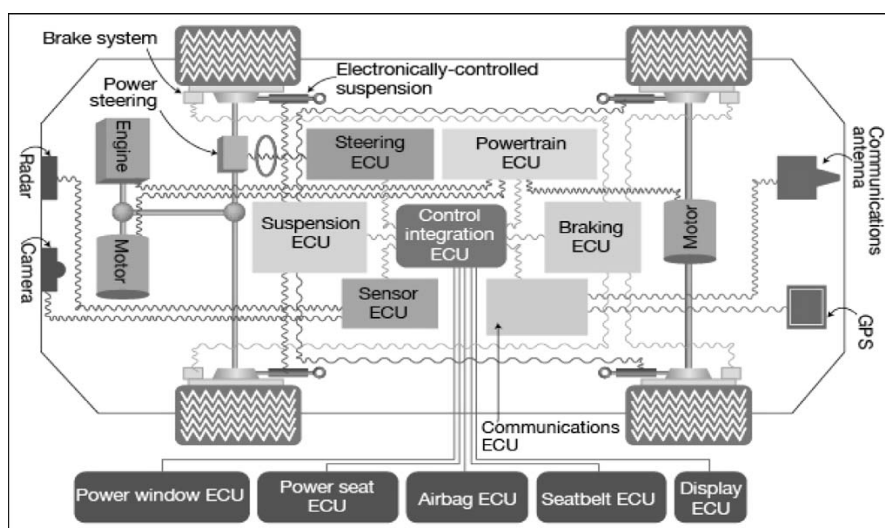 Brake system
Power
steering
Electronically-controlled
suspension
Engine
Steering
ECU
Powertrain
ECU
Communications
antenna
Radar
Suspension
ECU
Control
integration
ECU
Braking
ECU
Motor
Motor
Camera
Sensor
ECU
GPS
Communications
ECU
Power window ECU
Power seat
ECU
Airbag ECU
Seatbelt ECU
Display
ECU